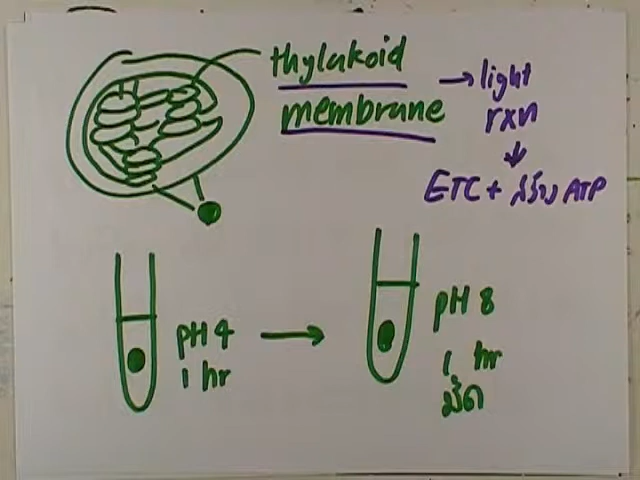 thylakoid
membrane
→ light
rxn
ETC + สร้าง ATP
pH 4
1 hr
pH 8
1 hr
มืด